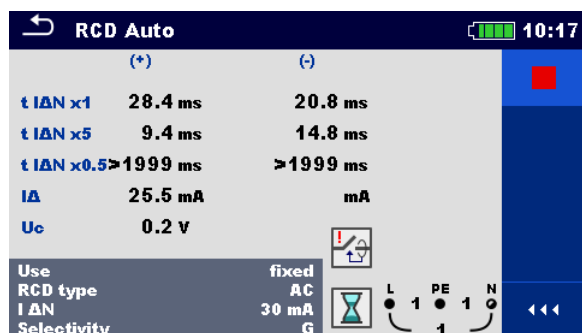 RCD Auto 10:17
(+) (-)
t IΔN x1 28.4 ms 20.8 ms
t IΔN x5 9.4 ms 14.8 ms
t IΔN x0.5 >1999 ms >1999 ms
IΔ 25.5 mA mA
Uc 0.2 V
Use fixed
RCD type AC
I ΔN 30 mA
Selectivity G
L PE N
1 1
1